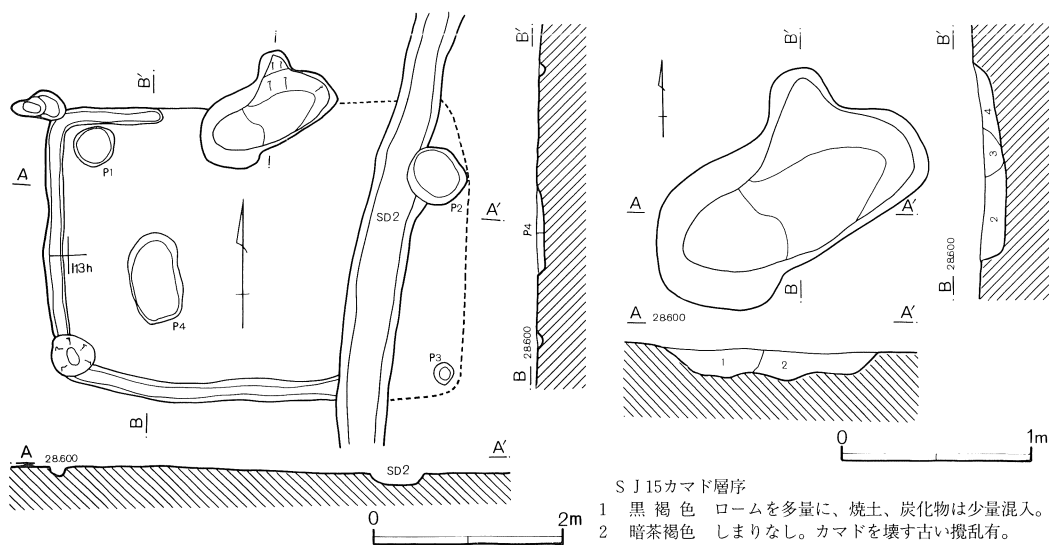 B′
A
P1
P2
SD2
A′
I13h
P4
P3
B
A 28.600
SD2
A′
0 2m
B′
P4
28.600
B
B′
A
A′
B
A 28.600
A′
1
2
B′
4
3
2
28.600
B
0 1m
ＳＪ15カマド層序
1 黒褐色 ロームを多量に、焼土、炭化物は少量混入。
2 暗茶褐色 しまりなし。カマドを壊す古い攪乱有。